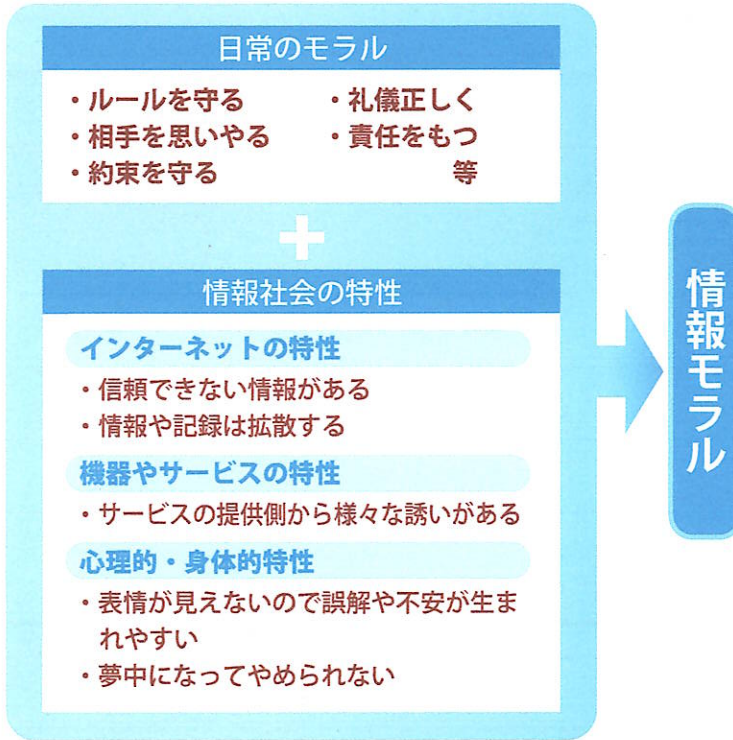 日常のモラル
・ルールを守る ・礼儀正しく
・相手を思いやる ・責任をもつ
・約束を守る 等
+
情報社会の特性
インターネットの特性
・信頼できない情報がある
・情報や記録は拡散する
機器やサービスの特性
・サービスの提供側から様々な誘いがある
心理的・身体的特性
・表情が見えないので誤解や不安が生ま
れやすい
・夢中になってやめられない
情報モラル